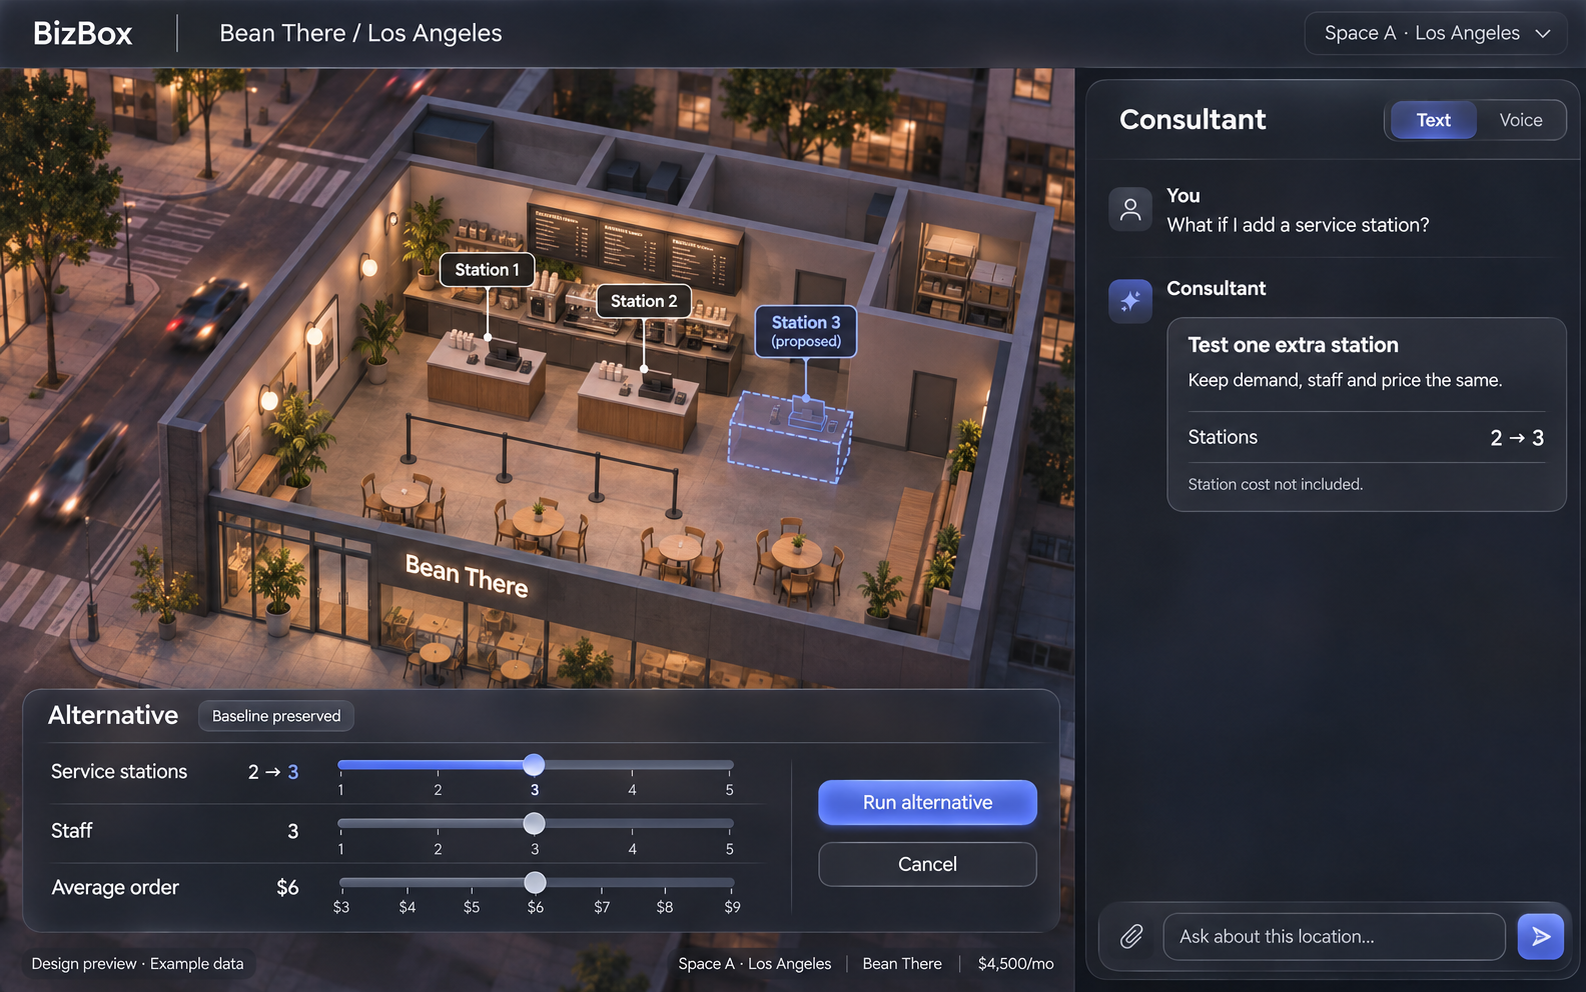 BizBox
Bean There / Los Angeles
Space A · Los Angeles
Station 1
Station 2
Station 3
(proposed)
Bean There
Alternative
Baseline preserved
Service stations
2 → 3
1 2 3 4 5
Staff
3
1 2 3 4 5
Average order
$6
$3 $4 $5 $6 $7 $8 $9
Run alternative
Cancel
Design preview · Example data
Space A · Los Angeles
Bean There
$4,500/mo
Consultant
Text
Voice
You
What if I add a service station?
Consultant
Test one extra station
Keep demand, staff and price the same.
Stations
2 → 3
Station cost not included.
Ask about this location...